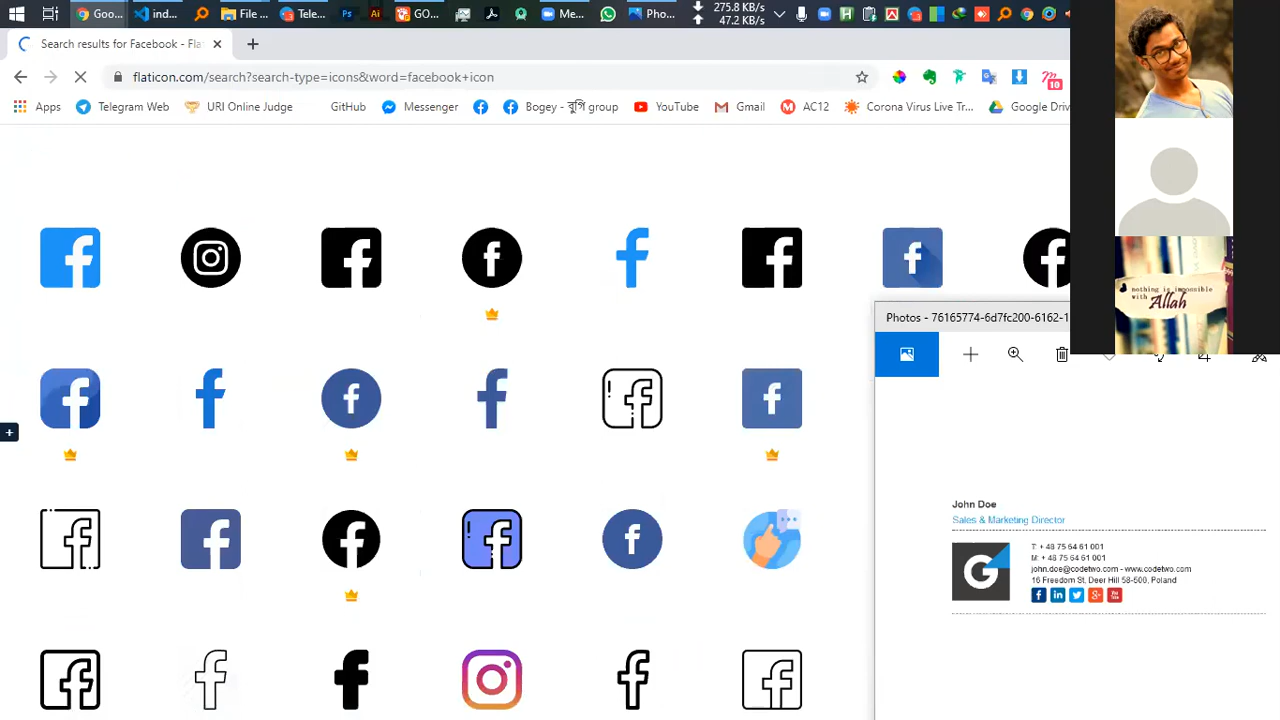 Goo...
ind...
File ...
Tele...
GO...
Me...
Pho...
275.8 KB/s
47.2 KB/s
Search results for Facebook - Flat
flaticon.com/search?search-type=icons&word=facebook+icon
10
Apps
Telegram Web
URI Online Judge
GitHub
Messenger
Bogey - বুগি group
YouTube
Gmail
AC12
Corona Virus Live Tr...
Google Driv
nothing is impossible
with Allah
Photos - 76165774-6d7fc200-6162-1
John Doe
Sales & Marketing Director
T: + 48 75 64 61 001
M: + 48 75 64 61 001
john.doe@codetwo.com - www.codetwo.com
16 Freedom St, Deer Hill 58-500, Poland